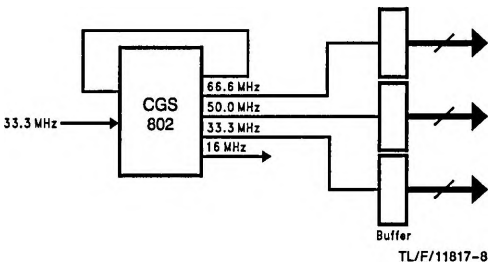 66.6 MHz
CGS
802
50.0 MHz
33.3 MHz
33.3 MHz
16 MHz
Buffer
TL/F/11817-8